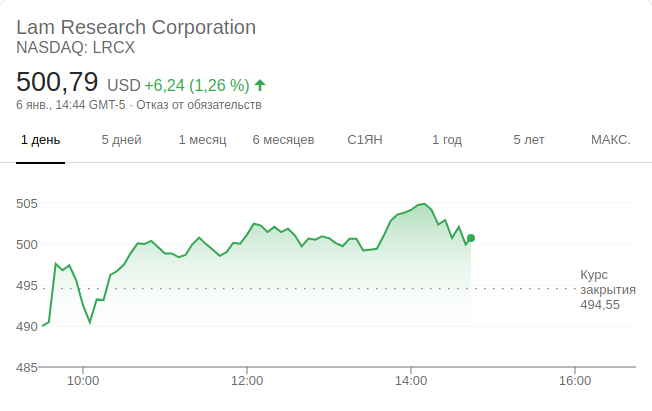 Lam Research Corporation
NASDAQ: LRCX
500,79 USD +6,24 (1,26 %)
6 янв., 14:44 GMT-5 · Отказ от обязательств
1 день 5 дней 1 месяц 6 месяцев С1ЯН 1 год 5 лет МАКС.
505
500
495
490
485
Курс
закрытия
494,55
10:00 12:00 14:00 16:00